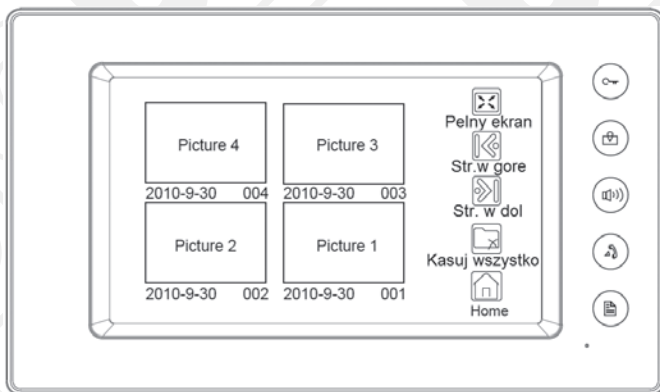 Picture 4 Picture 3
2010-9-30 004 2010-9-30 003
Picture 2 Picture 1
2010-9-30 002 2010-9-30 001
Pelny ekran
Str.w gore
Str. w dol
Kasuj wszystko
Home